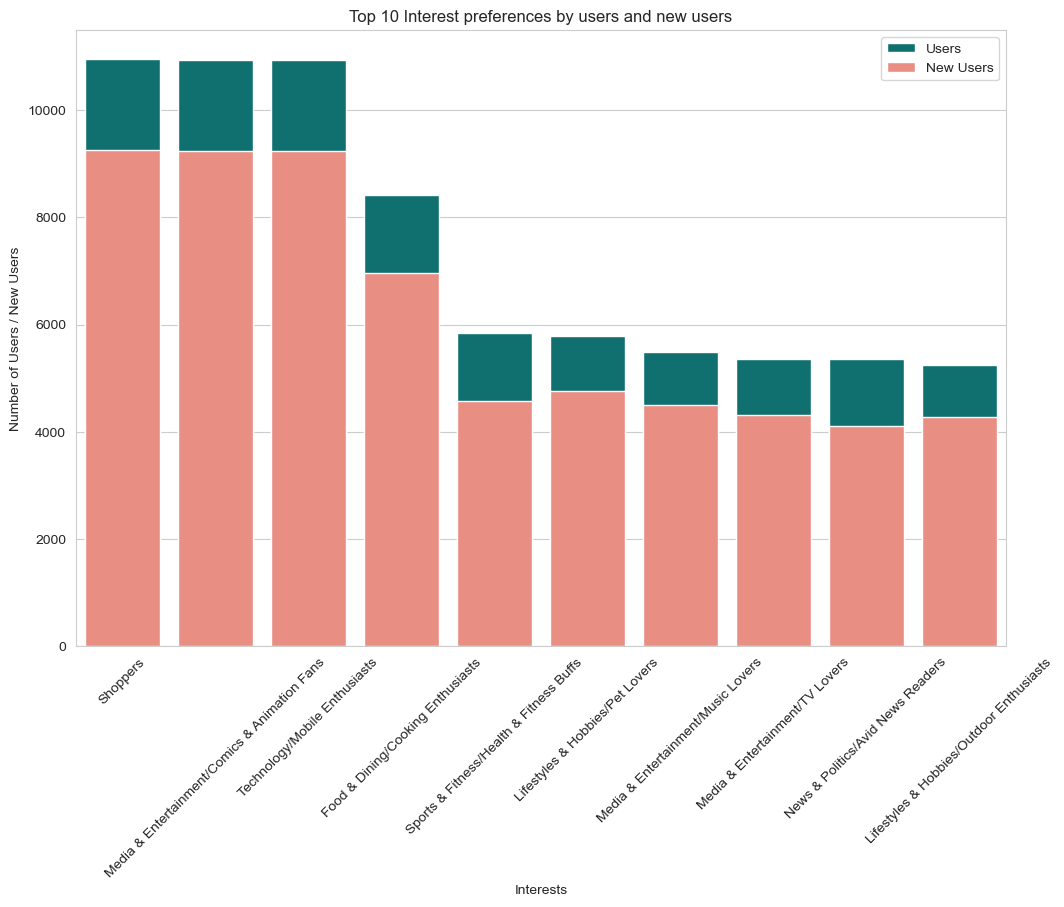 Top 10 Interest preferences by users and new users
Users
New Users
Number of Users / New Users
10000
8000
6000
4000
2000
0
Shoppers
Media & Entertainment/Comics & Animation Fans
Technology/Mobile Enthusiasts
Food & Dining/Cooking Enthusiasts
Sports & Fitness/Health & Fitness Buffs
Lifestyles & Hobbies/Pet Lovers
Media & Entertainment/Music Lovers
Media & Entertainment/TV Lovers
News & Politics/Avid News Readers
Lifestyles & Hobbies/Outdoor Enthusiasts
Interests